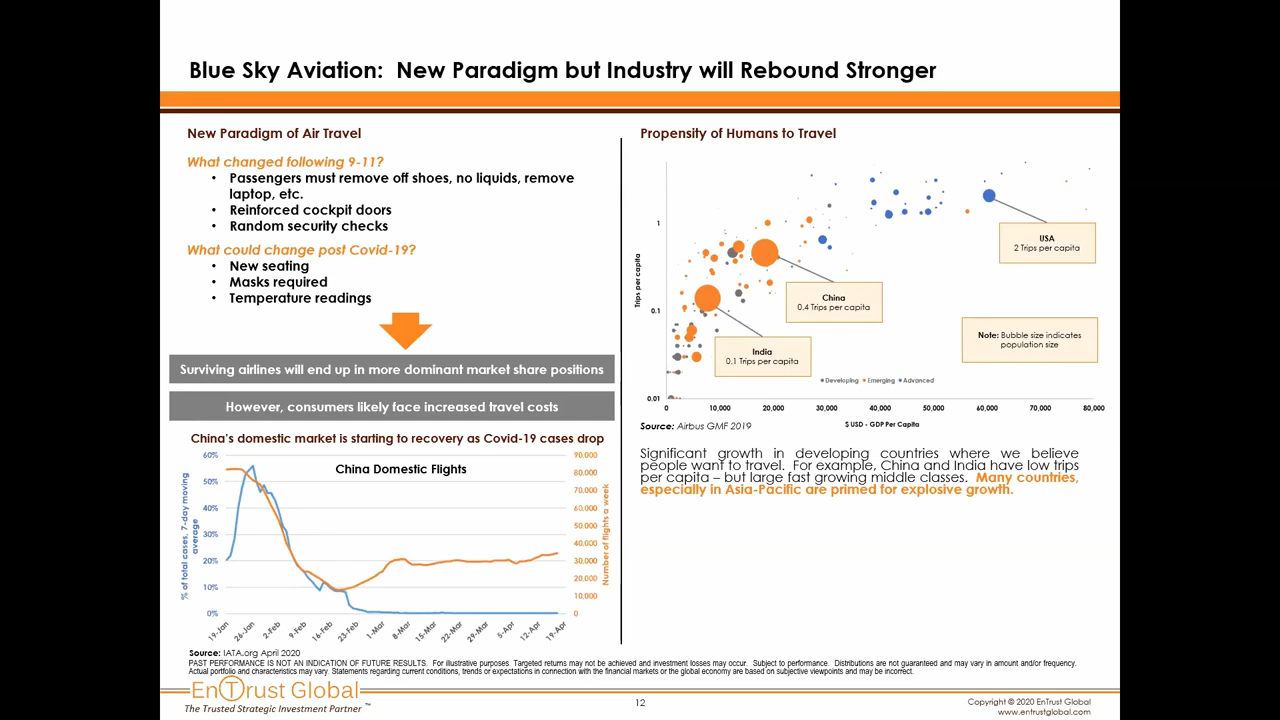 Blue Sky Aviation:  New Paradigm but Industry will Rebound Stronger
New Paradigm of Air Travel
What changed following 9-11?
• Passengers must remove off shoes, no liquids, remove
laptop, etc.
• Reinforced cockpit doors
• Random security checks
What could change post Covid-19?
• New seating
• Masks required
• Temperature readings
Surviving airlines will end up in more dominant market share positions
However, consumers likely face increased travel costs
China's domestic market is starting to recovery as Covid-19 cases drop
China Domestic Flights
% of total cases, 7-day moving
average
60%
50%
40%
30%
20%
10%
0%
90,000
80,000
70,000
60,000
50,000
40,000
30,000
20,000
10,000
0
Number of flights a week
19-Jan
26-Jan
2-Feb
9-Feb
16-Feb
23-Feb
1-Mar
8-Mar
15-Mar
22-Mar
29-Mar
5-Apr
12-Apr
19-Apr
Source: IATA.org April 2020
Propensity of Humans to Travel
Trips per capita
1
0.1
0.01
USA
2 Trips per capita
China
0.4 Trips per capita
India
0.1 Trips per capita
Note: Bubble size indicates
population size
Developing Emerging Advanced
0 10,000 20,000 30,000 40,000 50,000 60,000 70,000 80,000
$ USD - GDP Per Capita
Source: Airbus GMF 2019
Significant growth in developing countries where we believe
people want to travel.  For example, China and India have low trips
per capita – but large fast growing middle classes.  Many countries,
especially in Asia-Pacific are primed for explosive growth.
PAST PERFORMANCE IS NOT AN INDICATION OF FUTURE RESULTS.  For illustrative purposes.  Targeted returns may not be achieved and investment losses may occur.  Subject to performance.  Distributions are not guaranteed and may vary in amount and/or frequency.
Actual portfolio and characteristics may vary. Statements regarding current conditions, trends or expectations in connection with the financial markets or the global economy are based on subjective viewpoints and may be incorrect.
EnTrust Global
The Trusted Strategic Investment Partner ™
12
Copyright © 2020 EnTrust Global
www.entrustglobal.com